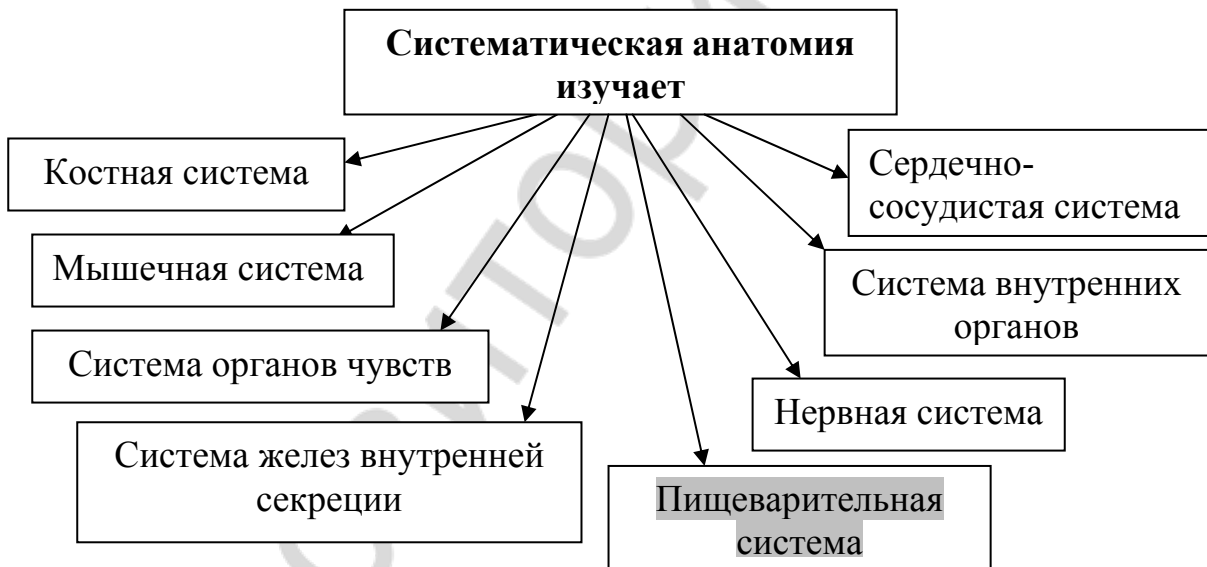 Систематическая анатомия
изучает
Костная система
Сердечно-
сосудистая система
Мышечная система
Система внутренних
органов
Система органов чувств
Нервная система
Система желез внутренней
секреции
Пищеварительная
система